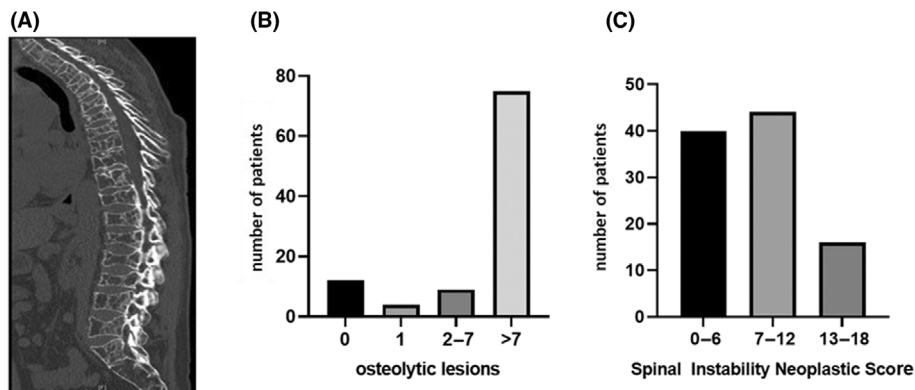 (A)
(B)
(C)
number of patients
80
60
40
20
0
0 1 2–7 >7
osteolytic lesions
number of patients
50
40
30
20
10
0
0–6 7–12 13–18
Spinal Instability Neoplastic Score